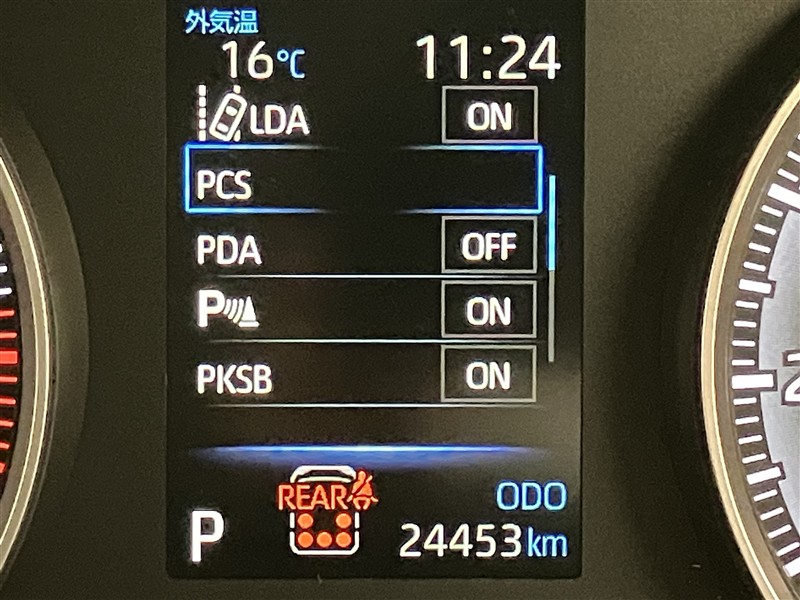 外気温
16℃ 11:24
LDA ON
PCS
PDA OFF
P ON
PKSB ON
REAR
ODO
P 24453km